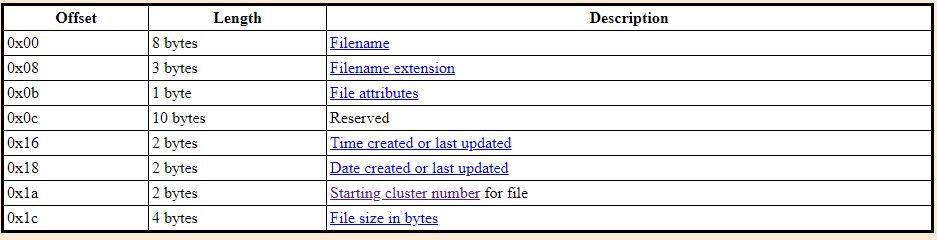 Offset Length Description
0x00 8 bytes Filename
0x08 3 bytes Filename extension
0x0b 1 byte File attributes
0x0c 10 bytes Reserved
0x16 2 bytes Time created or last updated
0x18 2 bytes Date created or last updated
0x1a 2 bytes Starting cluster number for file
0x1c 4 bytes File size in bytes